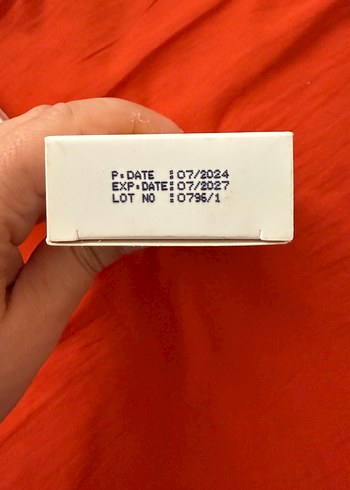 P.DATE : 07/2024
EXP.DATE : 07/2027
LOT NO : 0796/1